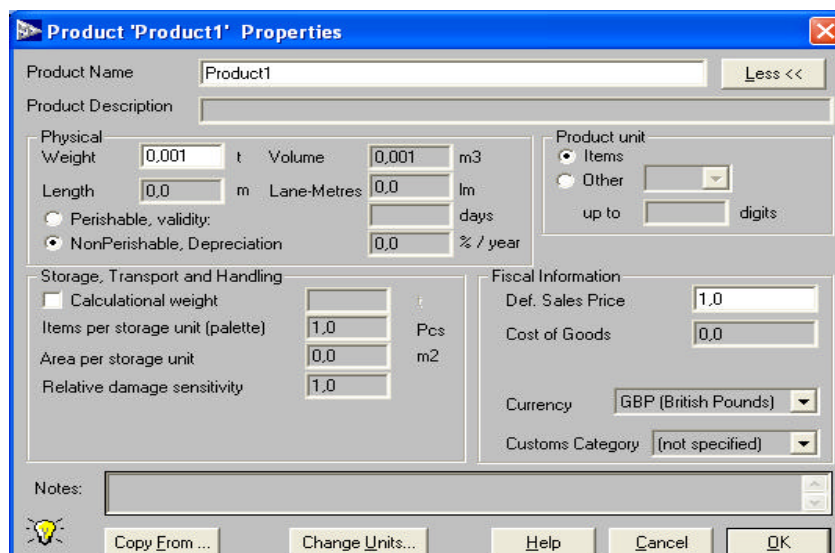 Product 'Product1' Properties
Product Name Product1 Less <<
Product Description
Physical
Weight 0,001 t Volume 0,001 m3
Length 0,0 m Lane-Metres 0,0 lm
Perishable, validity: days
NonPerishable, Depreciation 0,0 % / year
Product unit
Items
Other
up to digits
Storage, Transport and Handling
Calculational weight t
Items per storage unit (palette) 1,0 Pcs
Area per storage unit 0,0 m2
Relative damage sensitivity 1,0
Fiscal Information
Def. Sales Price 1,0
Cost of Goods 0,0
Currency GBP (British Pounds)
Customs Category (not specified)
Notes:
Copy From ... Change Units... Help Cancel OK